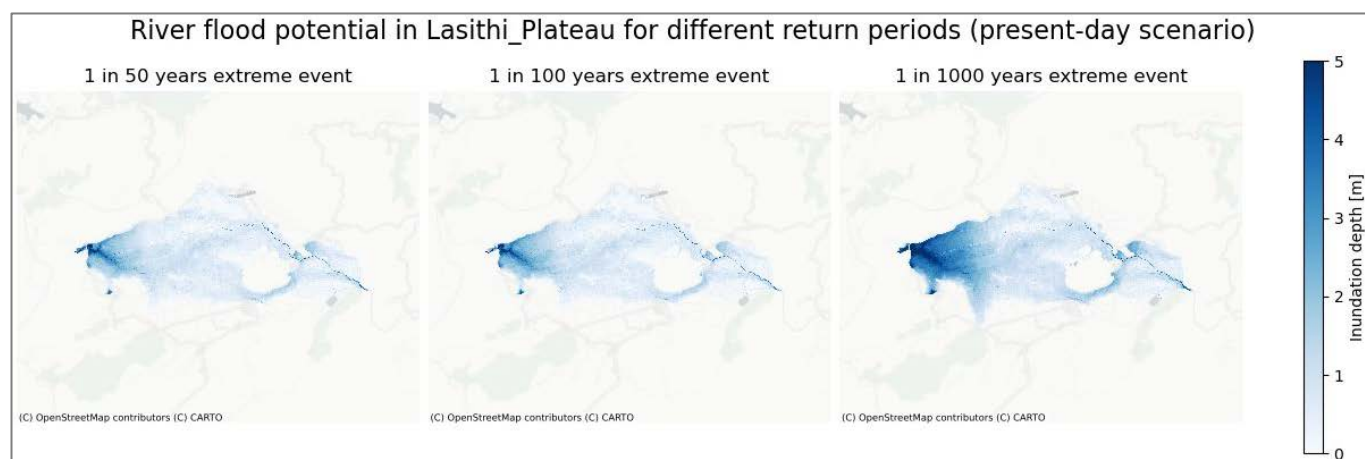 River flood potential in Lasithi_Plateau for different return periods (present-day scenario)
1 in 50 years extreme event
1 in 100 years extreme event
1 in 1000 years extreme event
5
4
3
2
1
0
Inundation depth [m]
(C) OpenStreetMap contributors (C) CARTO
(C) OpenStreetMap contributors (C) CARTO
(C) OpenStreetMap contributors (C) CARTO